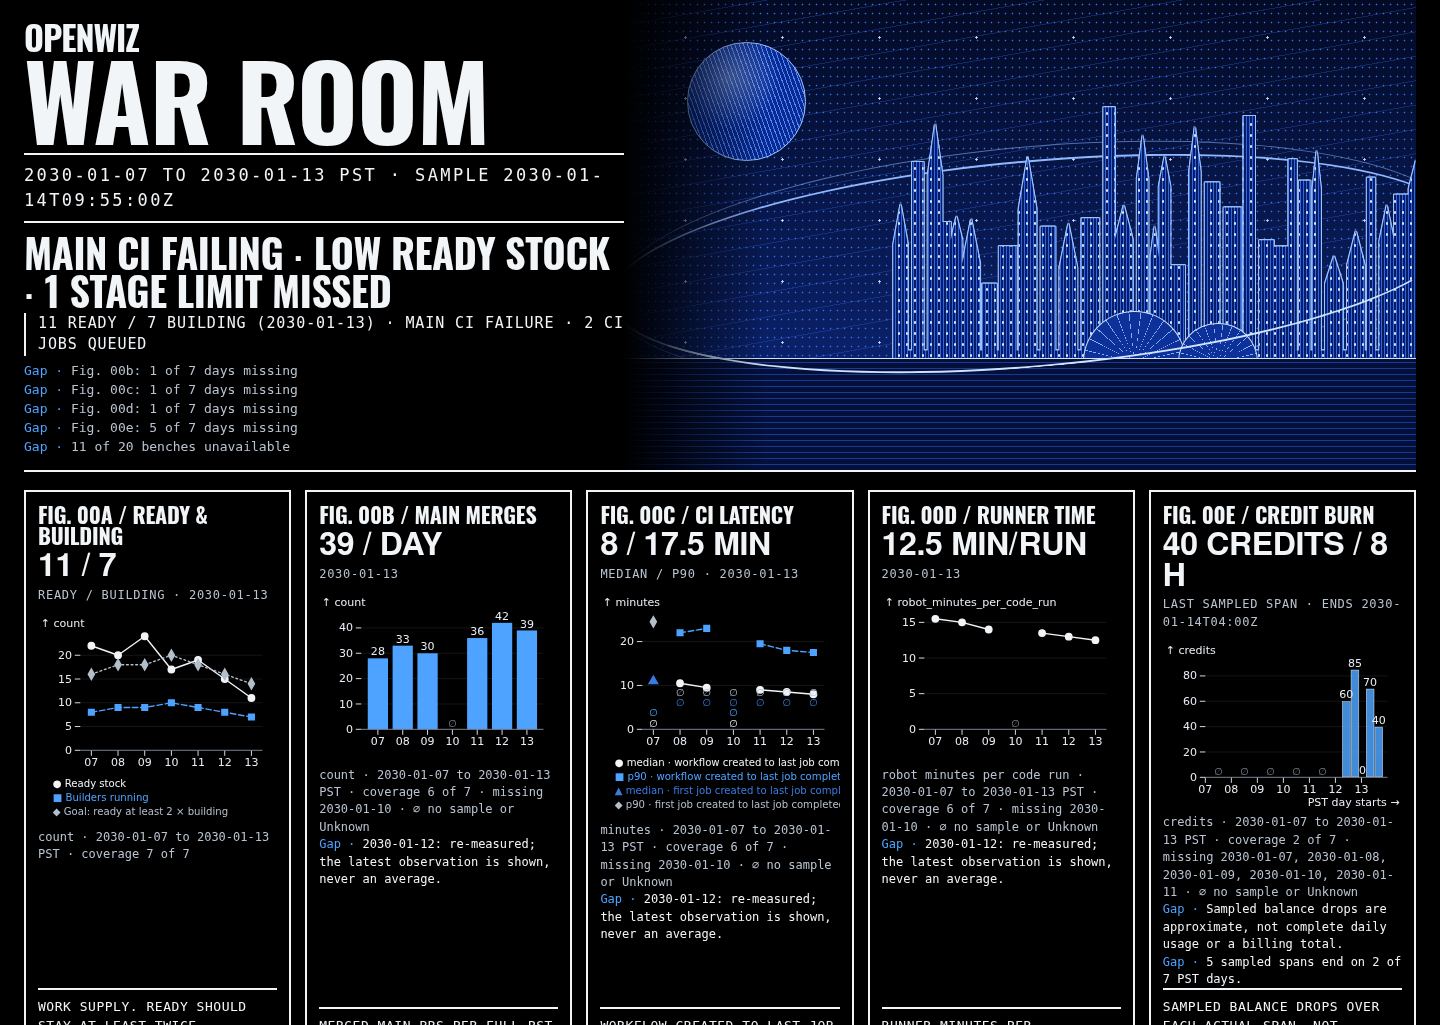 OPENWIZ
WAR ROOM
2030-01-07 TO 2030-01-13 PST · SAMPLE 2030-01-
14T09:55:00Z
MAIN CI FAILING · LOW READY STOCK
· 1 STAGE LIMIT MISSED
11 READY / 7 BUILDING (2030-01-13) · MAIN CI FAILURE · 2 CI
JOBS QUEUED
Gap · Fig. 00b: 1 of 7 days missing
Gap · Fig. 00c: 1 of 7 days missing
Gap · Fig. 00d: 1 of 7 days missing
Gap · Fig. 00e: 5 of 7 days missing
Gap · 11 of 20 benches unavailable
FIG. 00A / READY &
BUILDING
11 / 7
READY / BUILDING · 2030-01-13
↑ count
20
15
10
5
0
07 08 09 10 11 12 13
Ready stock
Builders running
Goal: ready at least 2 × building
count · 2030-01-07 to 2030-01-13
PST · coverage 7 of 7
WORK SUPPLY. READY SHOULD
STAY AT LEAST TWICE
FIG. 00B / MAIN MERGES
39 / DAY
2030-01-13
↑ count
40
30
20
10
0
28 33 30 ∅ 36 42 39
07 08 09 10 11 12 13
count · 2030-01-07 to 2030-01-13
PST · coverage 6 of 7 · missing
2030-01-10 · ∅ no sample or
Unknown
Gap · 2030-01-12: re-measured;
the latest observation is shown,
never an average.
MERGED MAIN PRS PER FULL PST
FIG. 00C / CI LATENCY
8 / 17.5 MIN
MEDIAN / P90 · 2030-01-13
↑ minutes
20
10
0
∅ ∅ ∅ ∅ ∅ ∅
∅ ∅ ∅ ∅ ∅ ∅
∅ ∅
∅ ∅
07 08 09 10 11 12 13
median · workflow created to last job com
p90 · workflow created to last job complet
median · first job created to last job compl
p90 · first job created to last job complete
minutes · 2030-01-07 to 2030-01-
13 PST · coverage 6 of 7 ·
missing 2030-01-10 · ∅ no sample
or Unknown
Gap · 2030-01-12: re-measured;
the latest observation is shown,
never an average.
WORKFLOW CREATED TO LAST JOB
FIG. 00D / RUNNER TIME
12.5 MIN/RUN
2030-01-13
↑ robot_minutes_per_code_run
15
10
5
0
∅
07 08 09 10 11 12 13
robot minutes per code run ·
2030-01-07 to 2030-01-13 PST ·
coverage 6 of 7 · missing 2030-
01-10 · ∅ no sample or Unknown
Gap · 2030-01-12: re-measured;
the latest observation is shown,
never an average.
RUNNER MINUTES PER
FIG. 00E / CREDIT BURN
40 CREDITS / 8
H
LAST SAMPLED SPAN · ENDS 2030-
01-14T04:00Z
↑ credits
80
60
40
20
0
∅ ∅ ∅ ∅ ∅ 60 85 0 70 40
07 08 09 10 11 12 13
PST day starts →
credits · 2030-01-07 to 2030-01-
13 PST · coverage 2 of 7 ·
missing 2030-01-07, 2030-01-08,
2030-01-09, 2030-01-10, 2030-01-
11 · ∅ no sample or Unknown
Gap · Sampled balance drops are
approximate, not complete daily
usage or a billing total.
Gap · 5 sampled spans end on 2 of
7 PST days.
SAMPLED BALANCE DROPS OVER
EACH ACTUAL SPAN, NOT